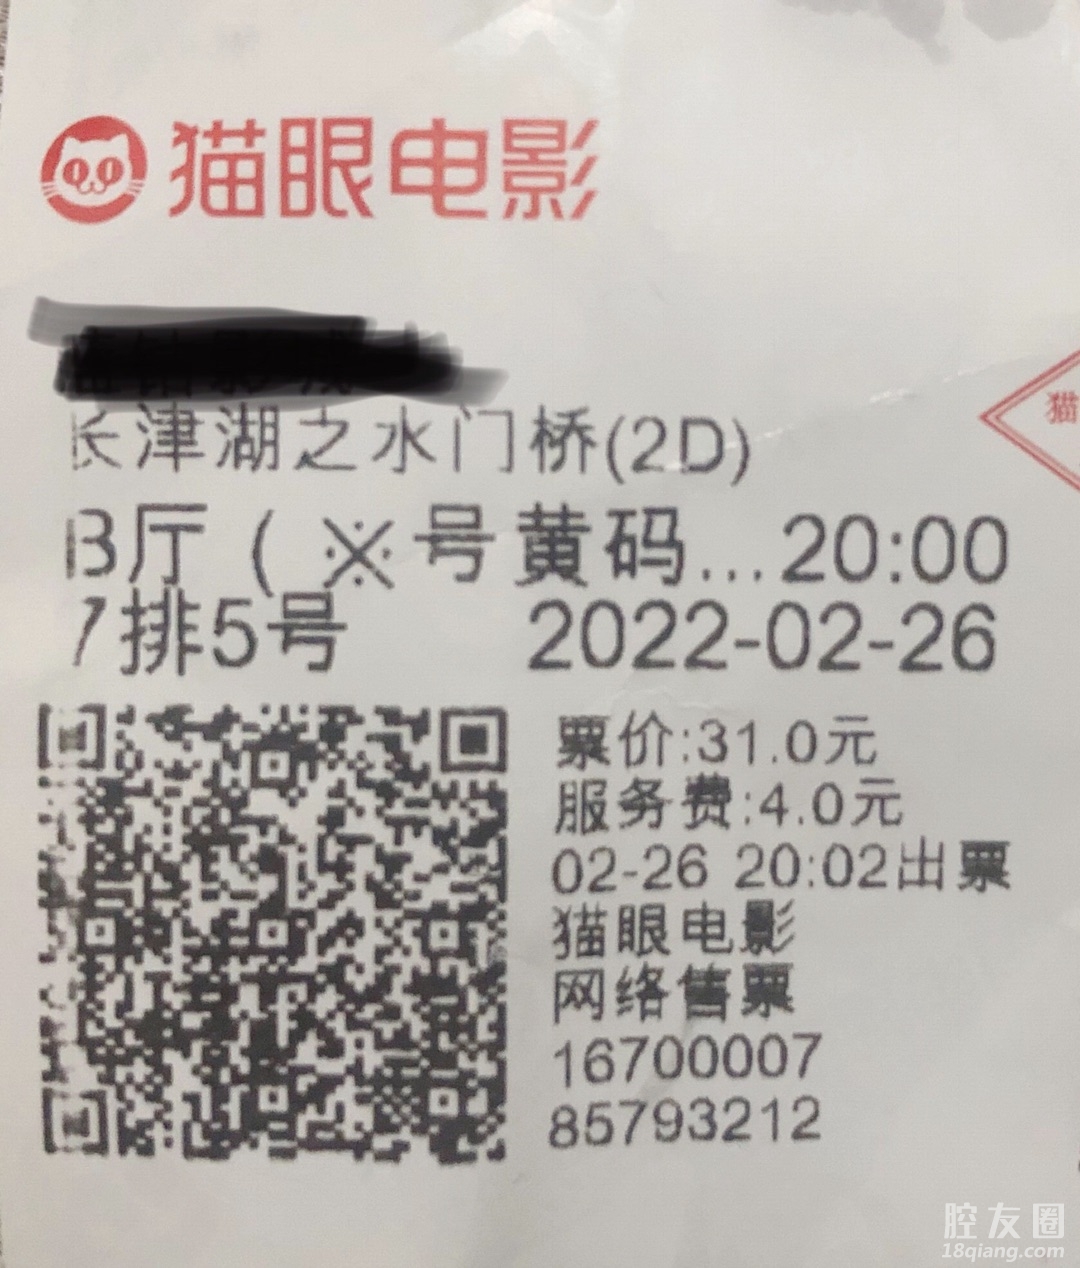 猫眼电影
长津湖之水门桥(2D)
B厅 ( ※号黄码...20:00
7排5号 2022-02-26
票价:31.0元
服务费:4.0元
02-26 20:02出票
猫眼电影
网络售票
16700007
85793212
猫
腔友圈
18qiang.com